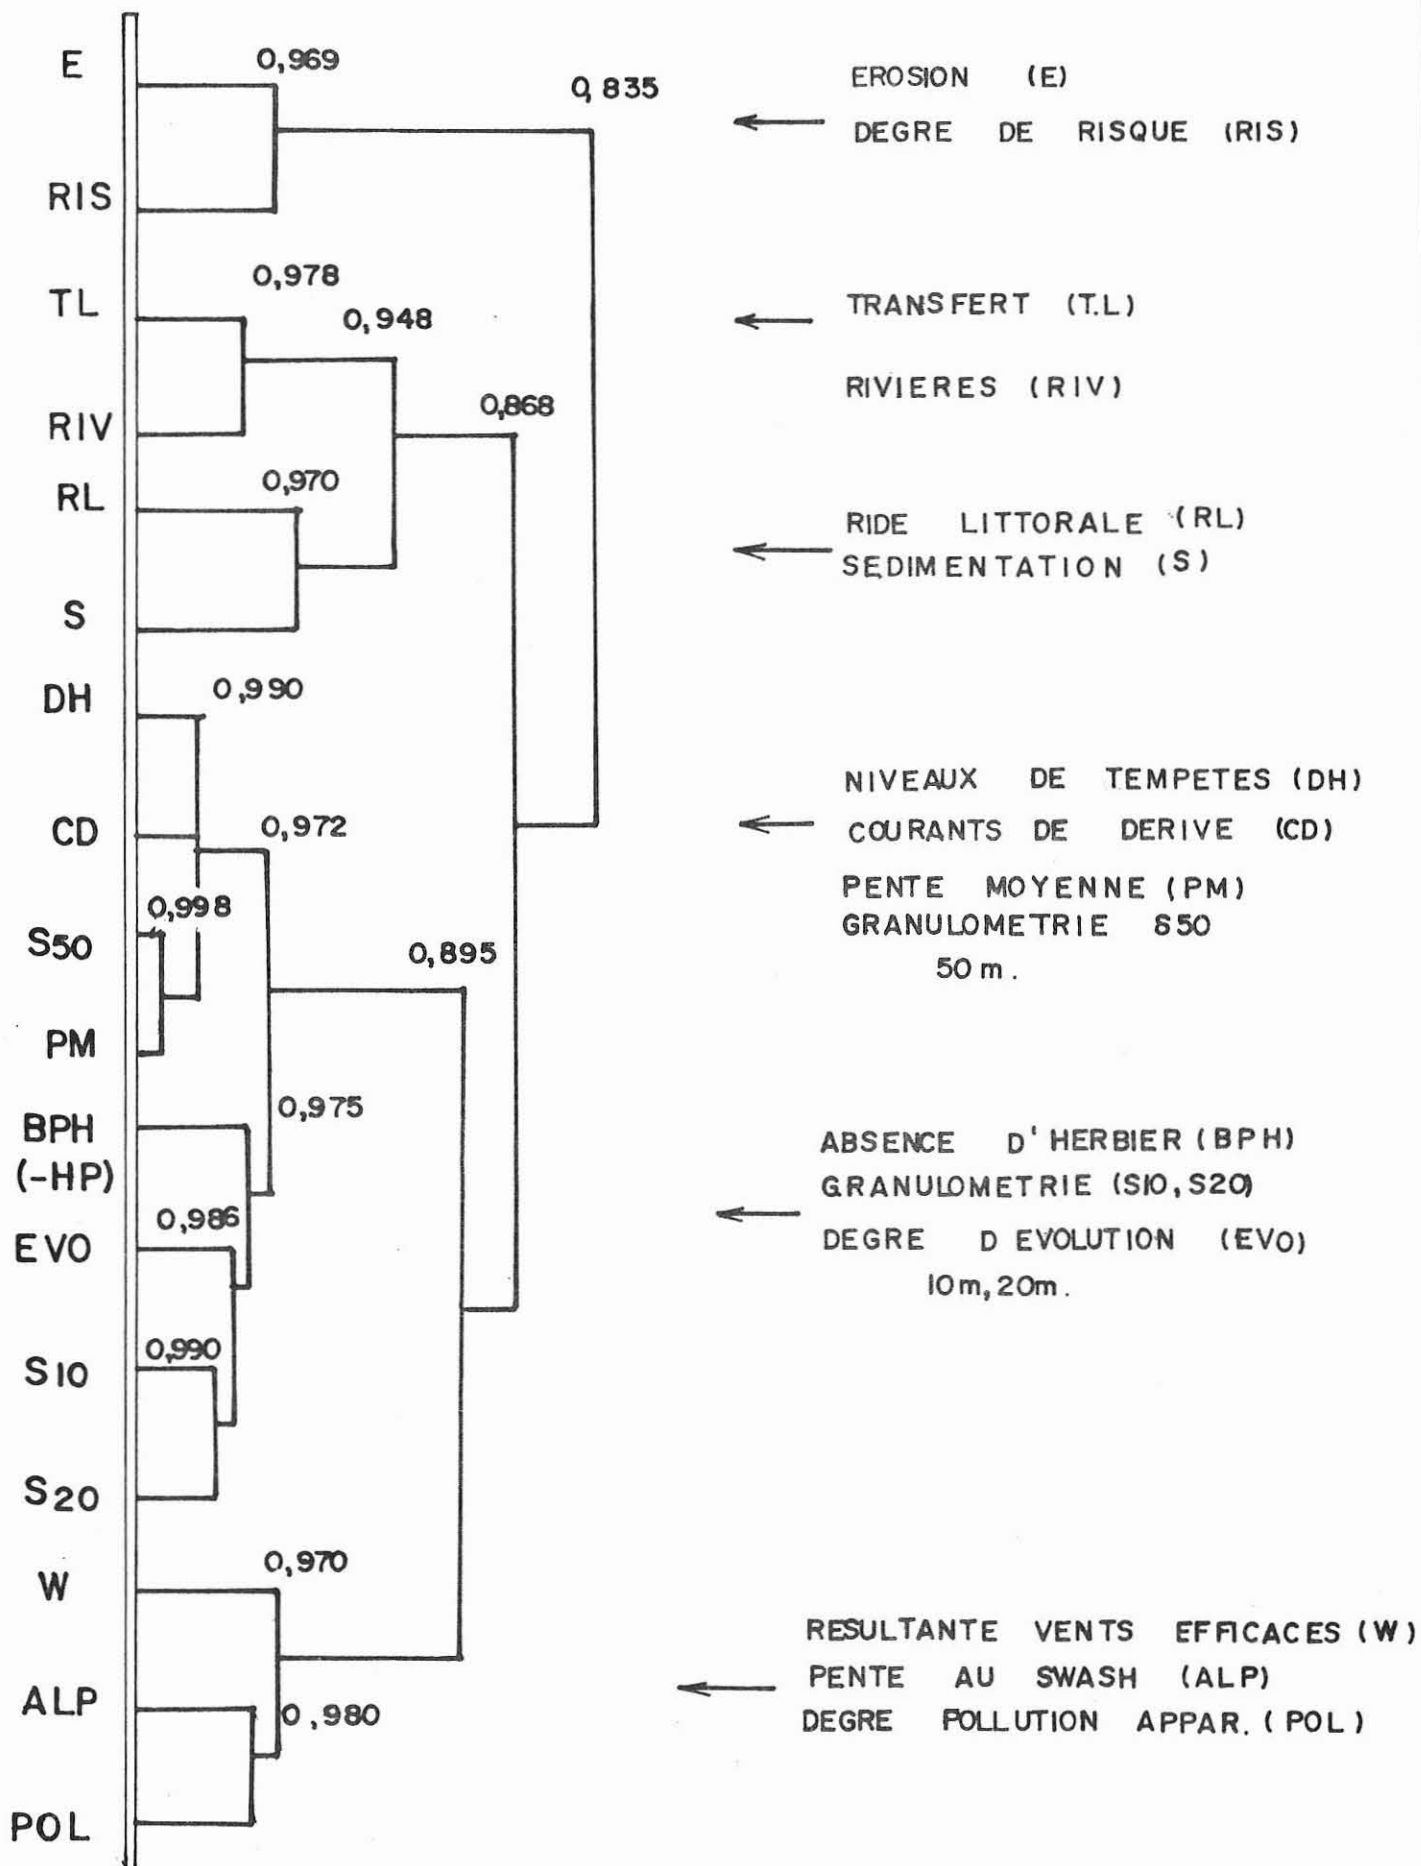 E
0,969
0,835
EROSION (E)
DEGRE DE RISQUE (RIS)
RIS
0,978
TL
0,948
TRANSFERT (T.L)
RIVIERES (RIV)
0,868
RIV
0,970
RL
RIDE LITTORALE (RL)
SEDIMENTATION (S)
S
DH
0,990
NIVEAUX DE TEMPETES (DH)
CD
0,972
COURANTS DE DERIVE (CD)
PENTE MOYENNE (PM)
0,998
GRANULOMETRIE S50
S50
0,895
50 m.
PM
0,975
BPH
(-HP)
ABSENCE D'HERBIER (BPH)
GRANULOMETRIE (S10, S20)
0,986
EVO
DEGRE D EVOLUTION (EVO)
10m, 20m.
0,990
S10
S20
0,970
W
RESULTANTE VENTS EFFICACES (W)
PENTE AU SWASH (ALP)
ALP
0,980
DEGRE POLLUTION APPAR. (POL)
POL